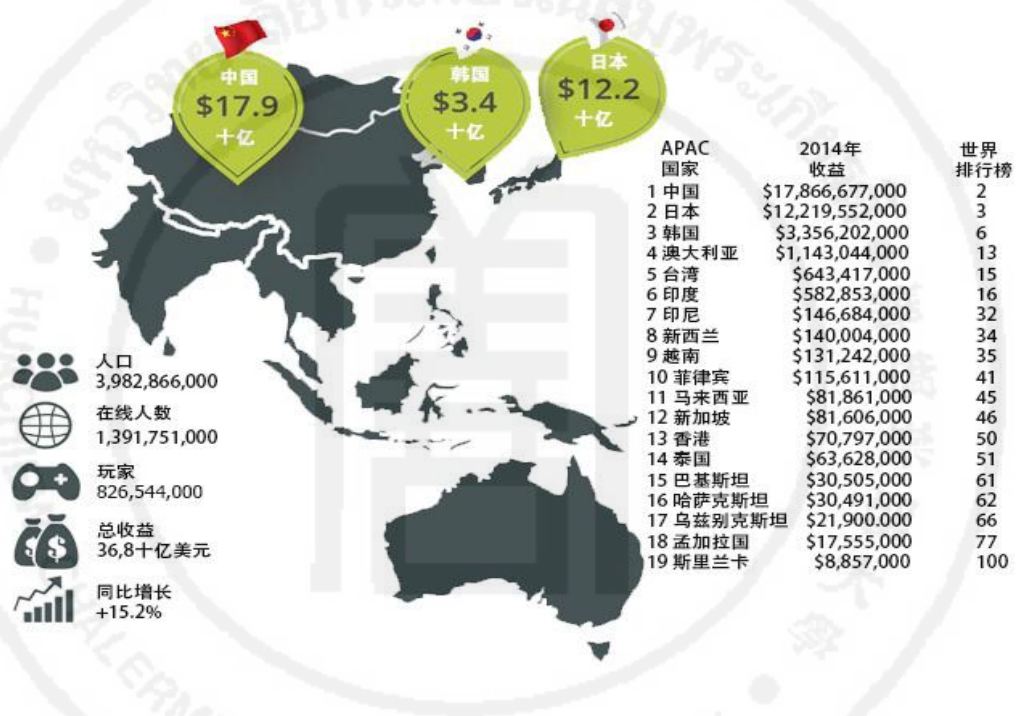 中国
$17.9
十亿
韩国
$3.4
十亿
日本
$12.2
十亿
APAC 2014年 世界
国家 收益 排行榜
1 中国 $17,866,677,000 2
2 日本 $12,219,552,000 3
3 韩国 $3,356,202,000 6
4 澳大利亚 $1,143,044,000 13
5 台湾 $643,417,000 15
6 印度 $582,853,000 16
7 印尼 $146,684,000 32
8 新西兰 $140,004,000 34
9 越南 $131,242,000 35
10 菲律宾 $115,611,000 41
11 马来西亚 $81,861,000 45
12 新加坡 $81,606,000 46
13 香港 $70,797,000 50
14 泰国 $63,628,000 51
15 巴基斯坦 $30,505,000 61
16 哈萨克斯坦 $30,491,000 62
17 乌兹别克斯坦 $21,900.000 66
18 孟加拉国 $17,555,000 77
19 斯里兰卡 $8,857,000 100
人口
3,982,866,000
在线人数
1,391,751,000
玩家
826,544,000
总收益
36,8十亿美元
同比增长
+15.2%